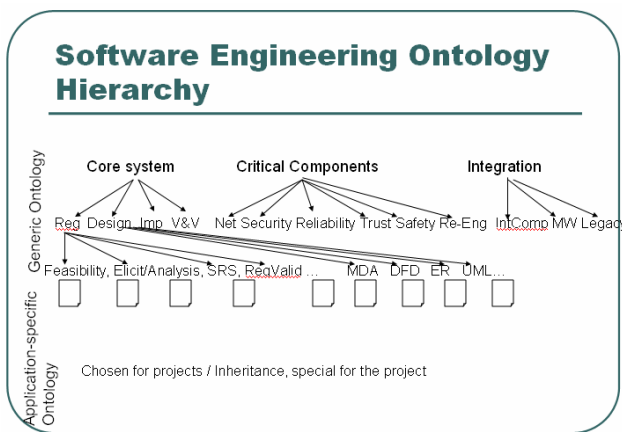 Software Engineering Ontology
Hierarchy
Generic Ontology
Core system Critical Components Integration
Reg Design Imp V&V Net Security Reliability Trust Safety Re-Eng IntComp MW Legacy
Feasibility, Elicit/Analysis, SRS, ReqValid ... MDA DFD ER UML...
Application-specific
Ontology
Chosen for projects / Inheritance, special for the project